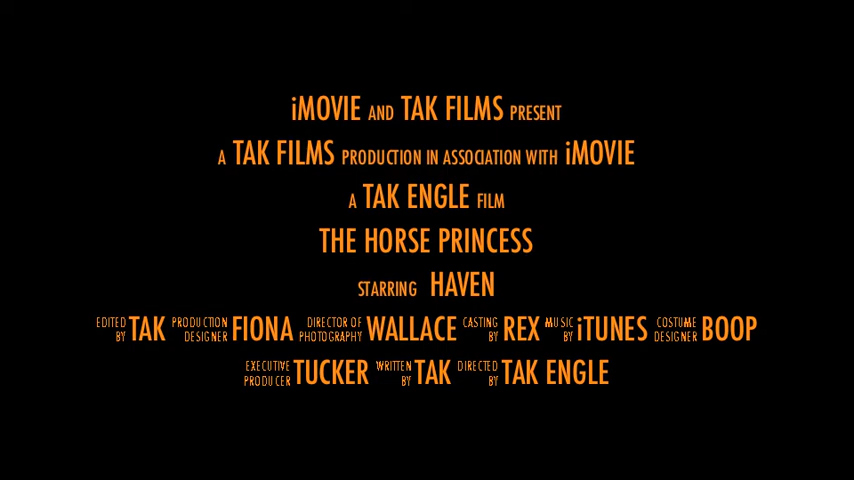 iMOVIE AND TAK FILMS PRESENT
A TAK FILMS PRODUCTION IN ASSOCIATION WITH iMOVIE
A TAK ENGLE FILM
THE HORSE PRINCESS
STARRING HAVEN
EDITED BY TAK PRODUCTION DESIGNER FIONA DIRECTOR OF PHOTOGRAPHY WALLACE CASTING BY REX MUSIC BY iTUNES COSTUME DESIGNER BOOP
EXECUTIVE PRODUCER TUCKER WRITTEN BY TAK DIRECTED BY TAK ENGLE